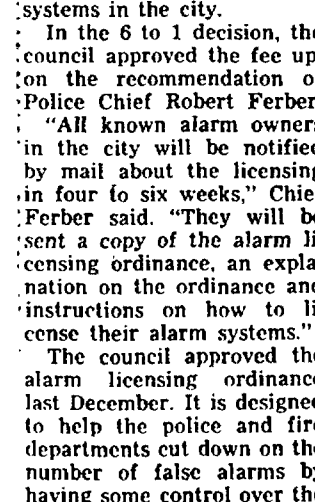 systems in the city.
In the 6 to 1 decision, the
council approved the fee up-
on the recommendation o
Police Chief Robert Ferber
"All known alarm owner
in the city will be notified
by mail about the licensing
in four to six weeks," Chie
Ferber said. "They will be
sent a copy of the alarm li
censing ordinance, an expla
nation on the ordinance and
instructions on how to li
cense their alarm systems."
The council approved the
alarm licensing ordinance
last December. It is designed
to help the police and fire
departments cut down on the
number of false alarms by
having some control over the